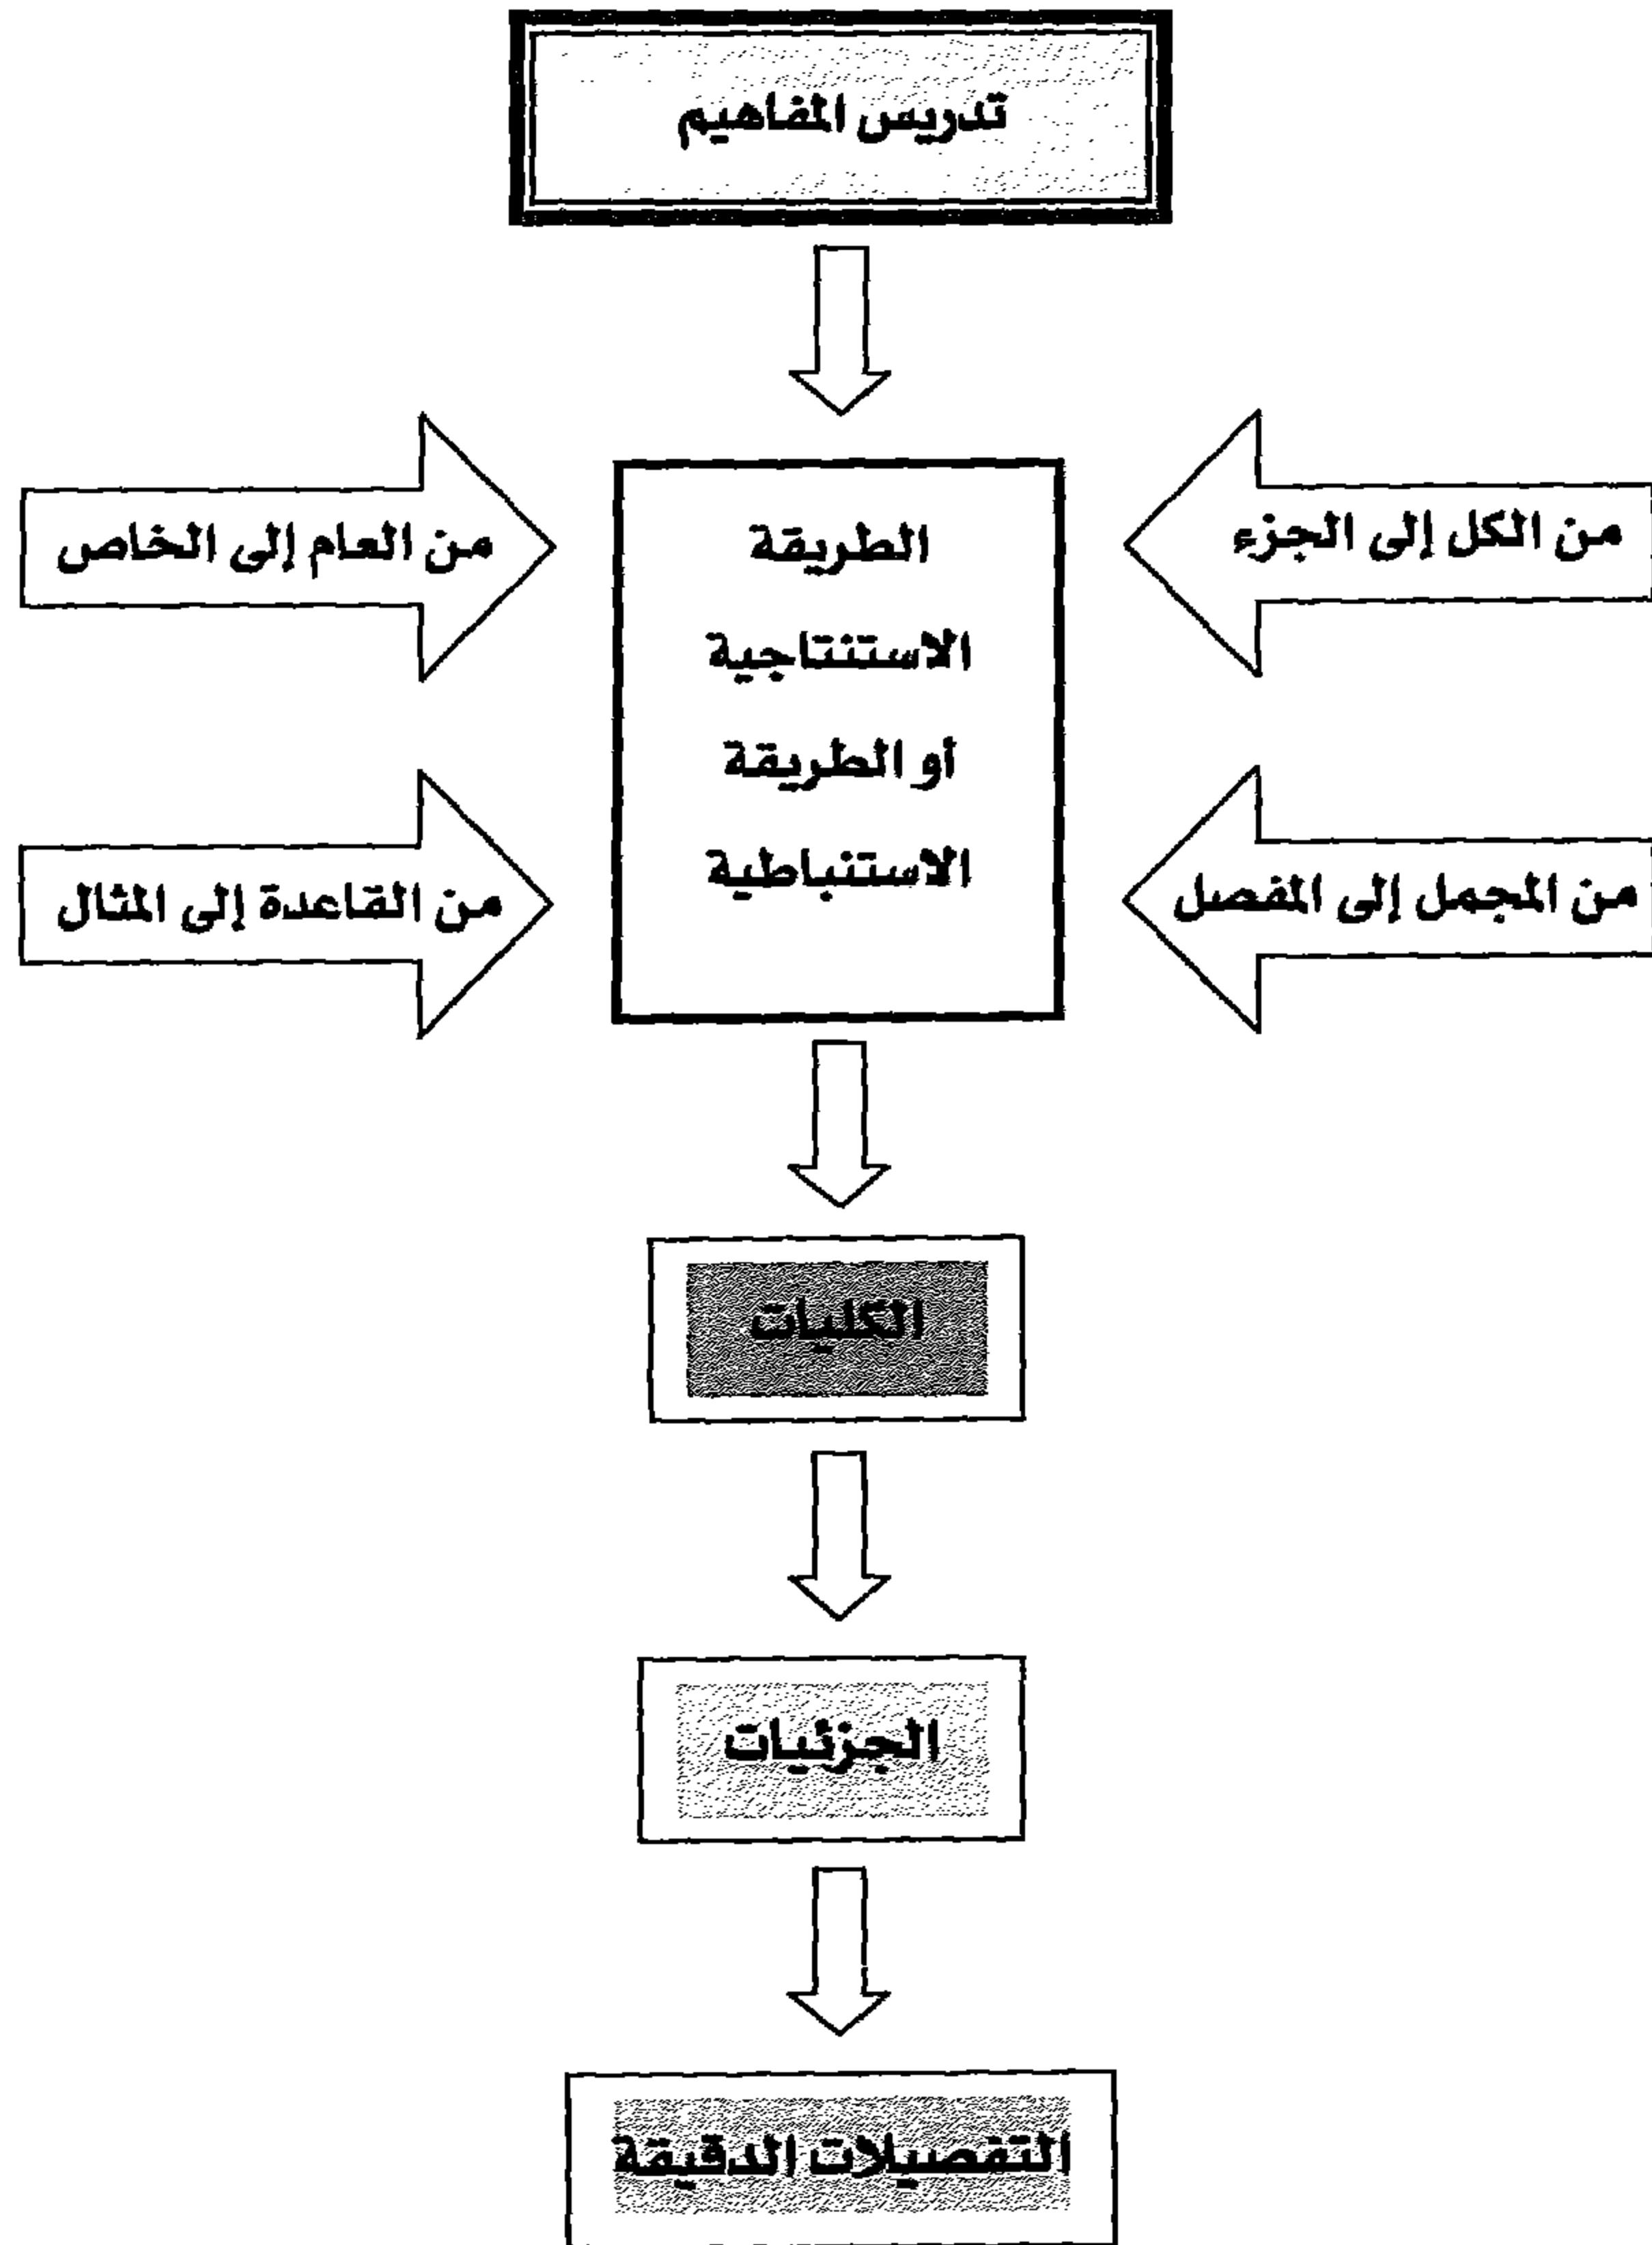 تدريس المفاهيم
من الكل إلى الجزء
من العام إلى الخاص
الطريقة
الاستنتاجية
أو الطريقة
الاستنباطية
من المجمل إلى المفصل
من القاعدة إلى المثال
الكليات
الجزئيات
التفصيلات الدقيقة